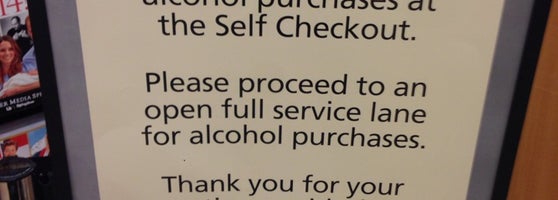 alcohol purchases at
the Self Checkout.
Please proceed to an
open full service lane
for alcohol purchases.
Thank you for your